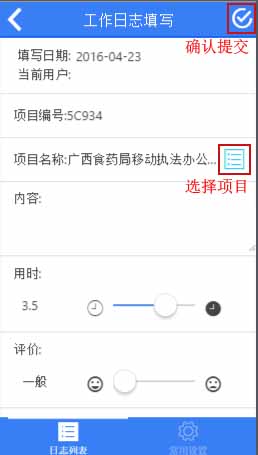 工作日志填写
确认提交
填写日期: 2016-04-23
当前用户:
项目编号:5C934
项目名称:广西食药局移动执法办公...
选择项目
内容:
用时:
3.5
评价:
一般
日志列表
常用设置